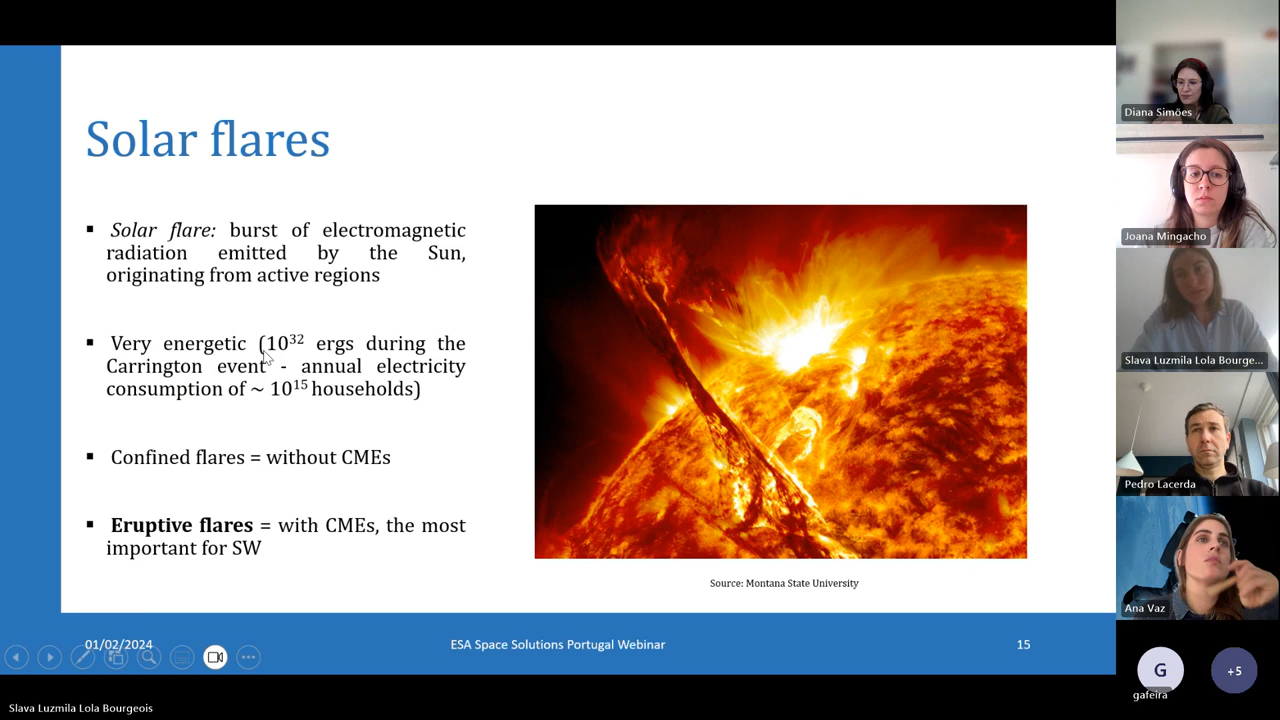 Solar flares
▪ Solar flare: burst of electromagnetic
radiation emitted by the Sun,
originating from active regions
▪ Very energetic (10³² ergs during the
Carrington event - annual electricity
consumption of ~ 10¹⁵ households)
▪ Confined flares = without CMEs
▪ Eruptive flares = with CMEs, the most
important for SW
Source: Montana State University
01/02/2024
ESA Space Solutions Portugal Webinar
15
Diana Simões
Joana Mingacho
Slava Luzmila Lola Bourge...
Pedro Lacerda
Ana Vaz
G
gafeira
+5
Slava Luzmila Lola Bourgeois